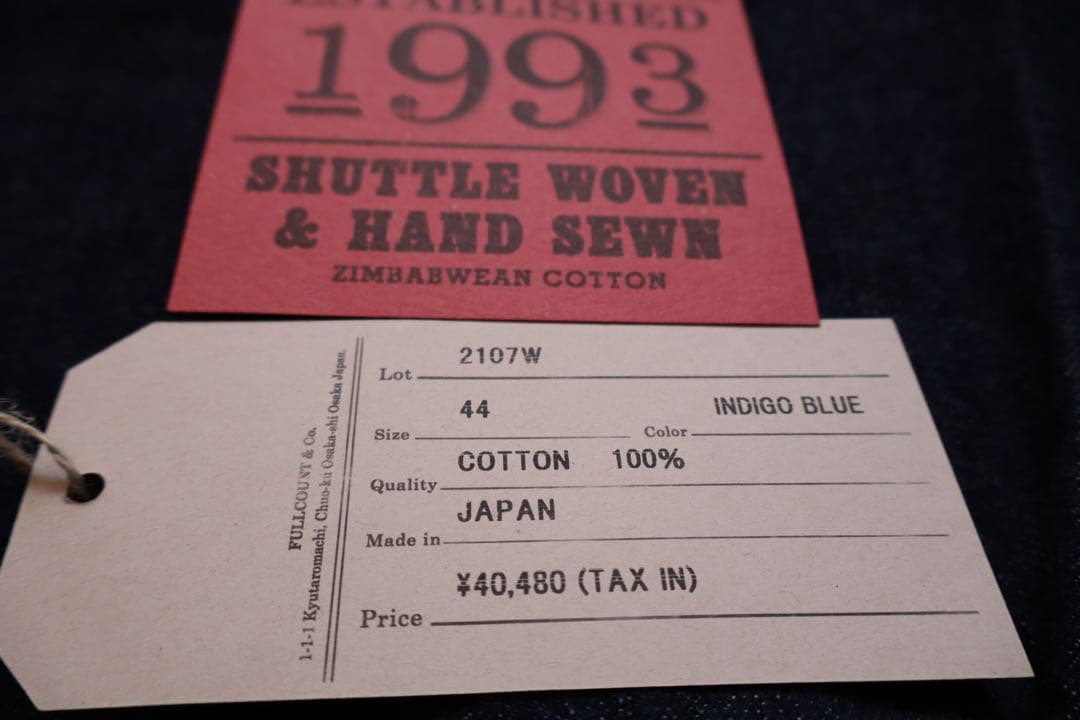 ESTABLISHED
1993
SHUTTLE WOVEN
& HAND SEWN
ZIMBABWEAN COTTON
FULLCOUNT & Co.
1-1-1 Kyutaromachi, Chuo-ku Osaka-shi Osaka Japan.
Lot 2107W
Size 44 Color INDIGO BLUE
Quality COTTON 100%
Made in JAPAN
Price ¥40,480 (TAX IN)